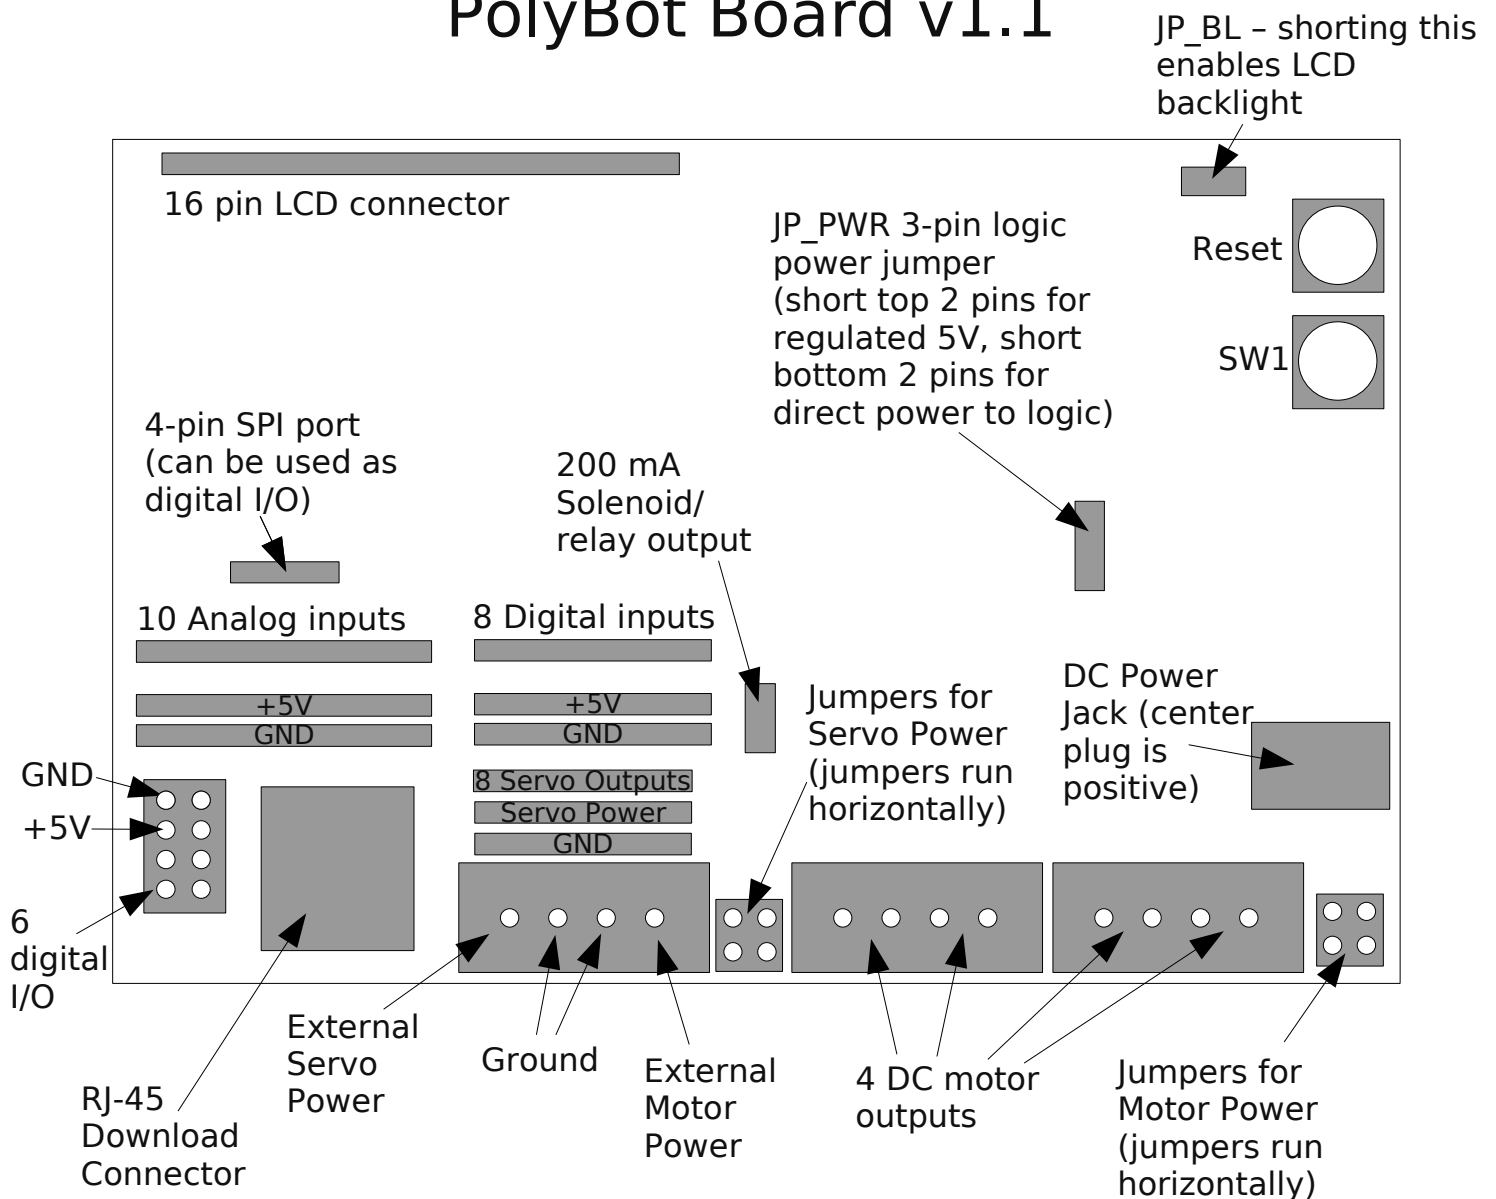 PolyBot Board v1.1
JP_BL – shorting this
enables LCD
backlight
16 pin LCD connector
JP_PWR 3-pin logic
power jumper
(short top 2 pins for
regulated 5V, short
bottom 2 pins for
direct power to logic)
Reset
SW1
4-pin SPI port
(can be used as
digital I/O)
200 mA
Solenoid/
relay output
10 Analog inputs
+5V
GND
8 Digital inputs
+5V
GND
8 Servo Outputs
Servo Power
GND
Jumpers for
Servo Power
(jumpers run
horizontally)
DC Power
Jack (center
plug is
positive)
GND
+5V
6
digital
I/O
RJ-45
Download
Connector
External
Servo
Power
Ground
External
Motor
Power
4 DC motor
outputs
Jumpers for
Motor Power
(jumpers run
horizontally)